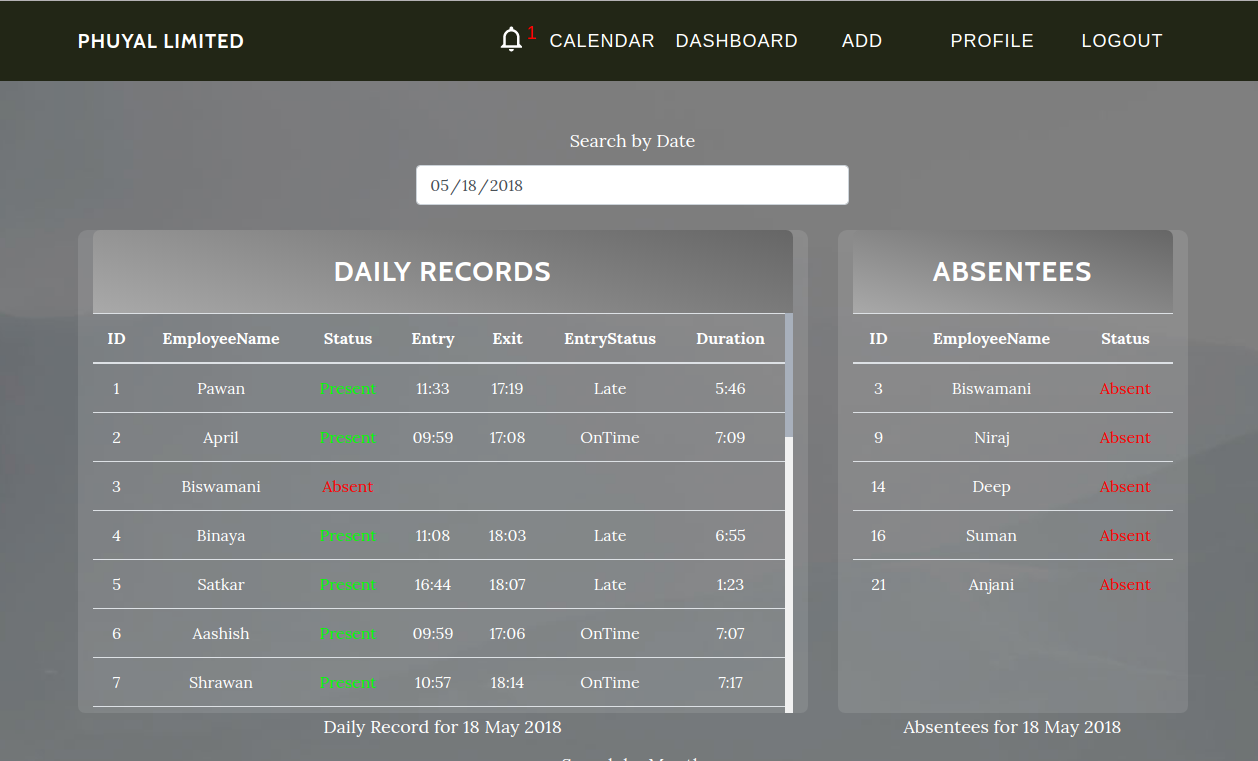 PHUYAL LIMITED 1 CALENDAR DASHBOARD ADD PROFILE LOGOUT
Search by Date
05/18/2018
DAILY RECORDS
ID EmployeeName Status Entry Exit EntryStatus Duration
1 Pawan Present 11:33 17:19 Late 5:46
2 April Present 09:59 17:08 OnTime 7:09
3 Biswamani Absent
4 Binaya Present 11:08 18:03 Late 6:55
5 Satkar Present 16:44 18:07 Late 1:23
6 Aashish Present 09:59 17:06 OnTime 7:07
7 Shrawan Present 10:57 18:14 OnTime 7:17
Daily Record for 18 May 2018
ABSENTEES
ID EmployeeName Status
3 Biswamani Absent
9 Niraj Absent
14 Deep Absent
16 Suman Absent
21 Anjani Absent
Absentees for 18 May 2018